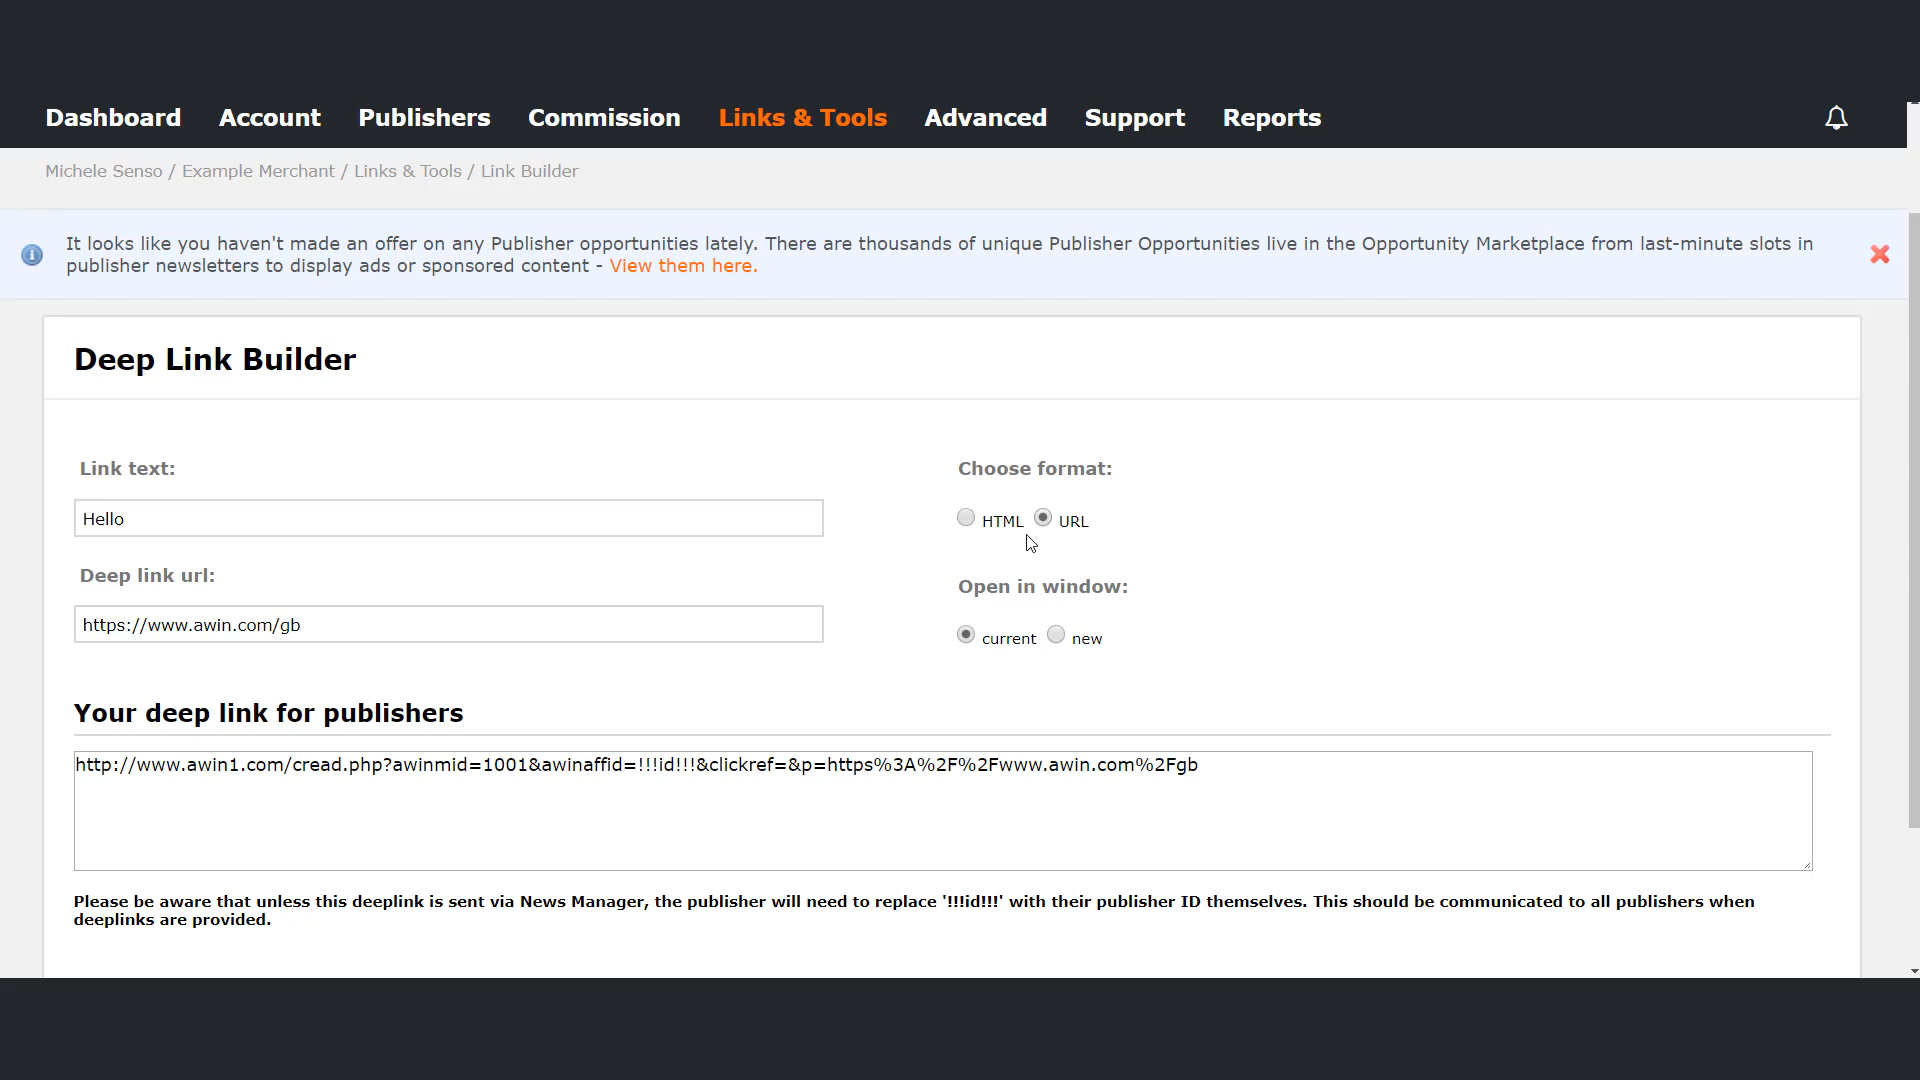 Dashboard Account Publishers Commission Links & Tools Advanced Support Reports
Michele Senso / Example Merchant / Links & Tools / Link Builder
It looks like you haven't made an offer on any Publisher opportunities lately. There are thousands of unique Publisher Opportunities live in the Opportunity Marketplace from last-minute slots in
publisher newsletters to display ads or sponsored content - View them here.
Deep Link Builder
Link text:
Hello
Deep link url:
https://www.awin.com/gb
Choose format:
HTML URL
Open in window:
current new
Your deep link for publishers
http://www.awin1.com/cread.php?awinmid=1001&awinaffid=!!!id!!!&clickref=&p=https%3A%2F%2Fwww.awin.com%2Fgb
Please be aware that unless this deeplink is sent via News Manager, the publisher will need to replace '!!!id!!!' with their publisher ID themselves. This should be communicated to all publishers when
deeplinks are provided.